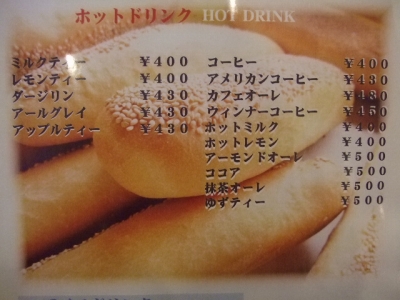 ホットドリンク HOT DRINK
ミルクティー ￥４００
レモンティー ￥４００
ダージリン ￥４３０
アールグレイ ￥４３０
アップルティー ￥４３０
コーヒー ￥４００
アメリカンコーヒー ￥４３０
カフェオーレ ￥４３０
ウィンナーコーヒー ￥４５０
ホットミルク ￥４００
ホットレモン ￥４００
アーモンドオーレ ￥５００
ココア ￥５００
抹茶オーレ ￥５００
ゆずティー ￥５００